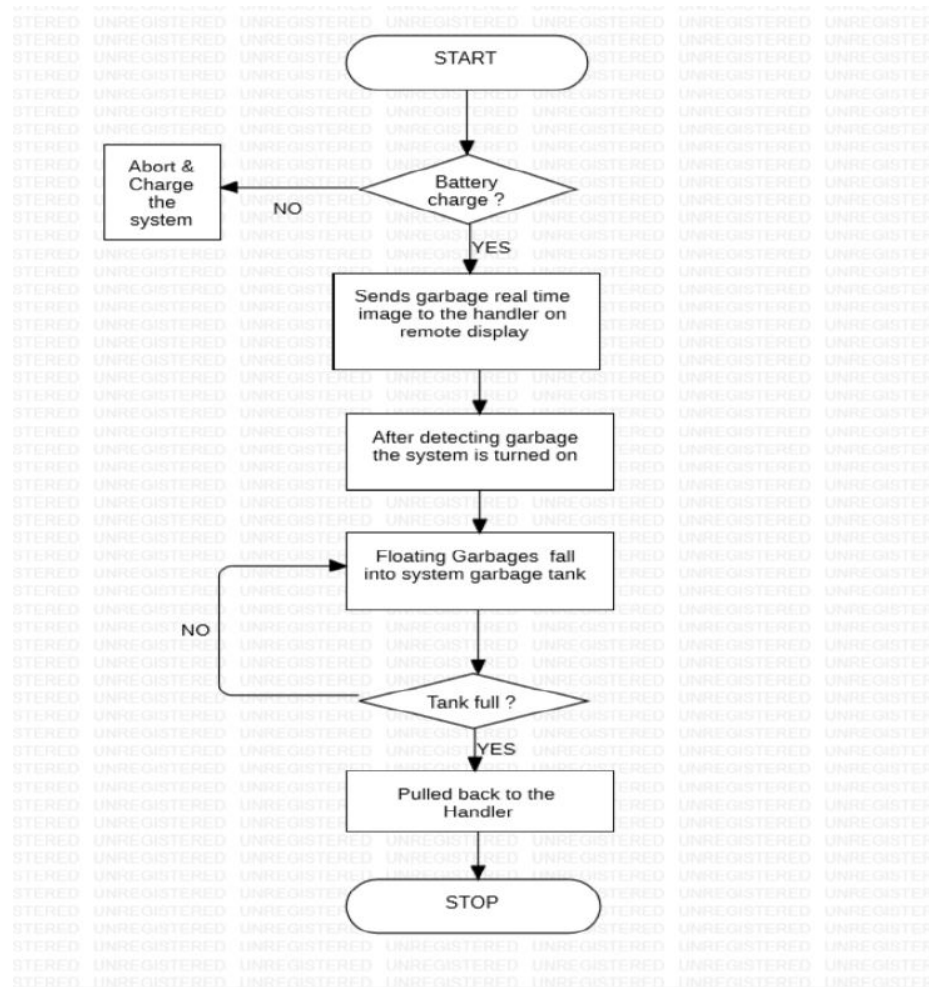 START
Battery
charge ?
Abort &
Charge
the
system
NO
YES
Sends garbage real time
image to the handler on
remote display
After detecting garbage
the system is turned on
Floating Garbages fall
into system garbage tank
NO
Tank full ?
YES
Pulled back to the
Handler
STOP